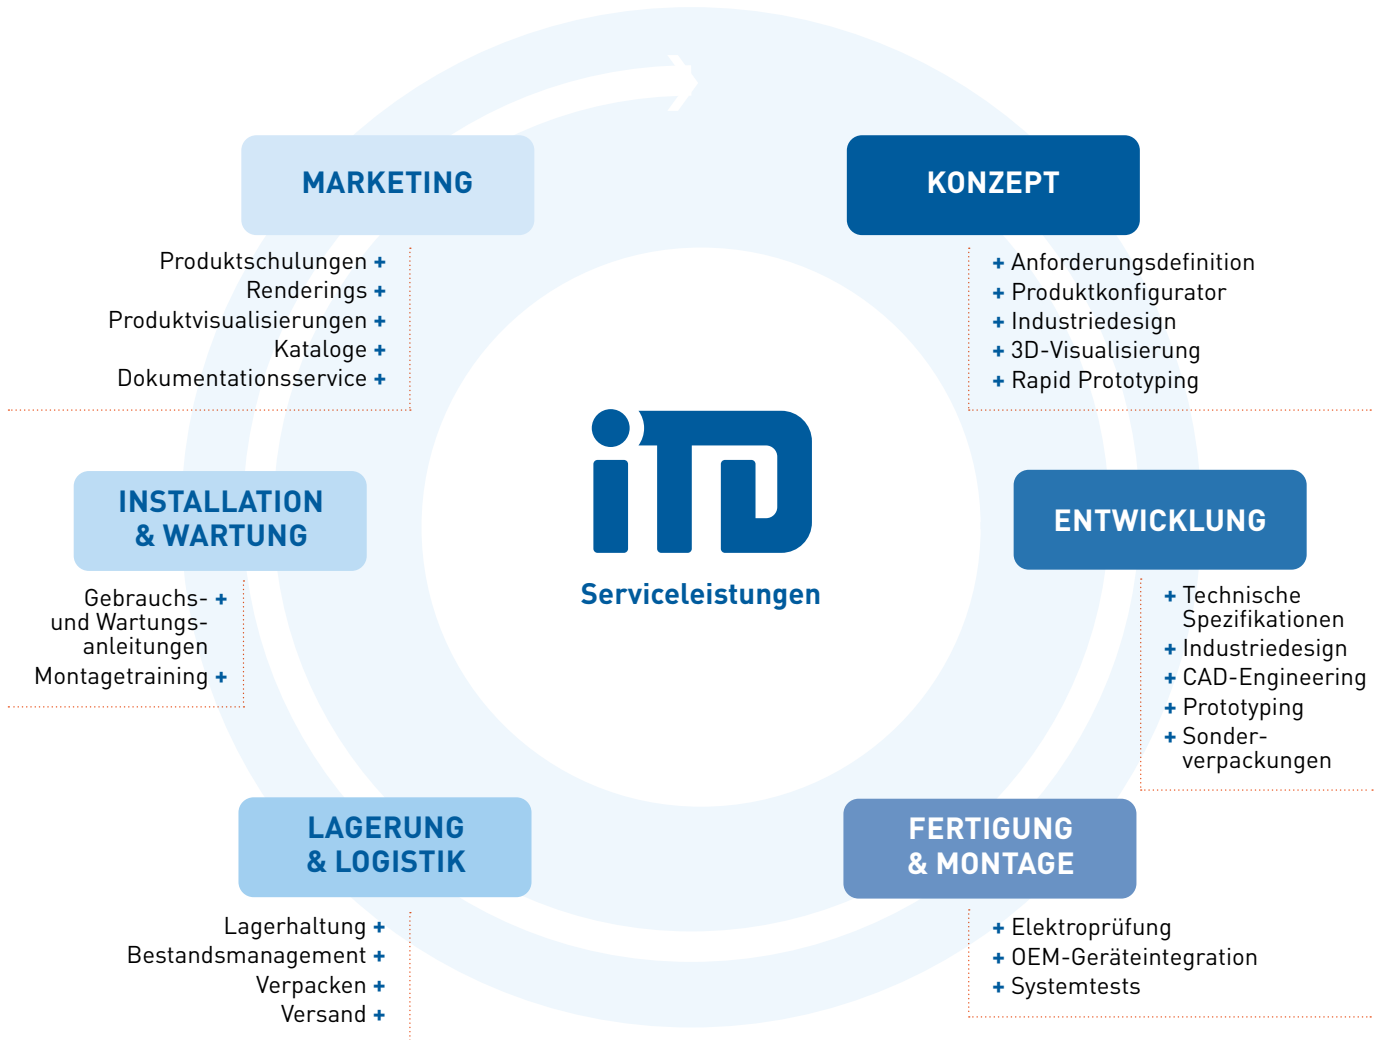 MARKETING
Produktschulungen +
Renderings +
Produktvisualisierungen +
Kataloge +
Dokumentationsservice +
KONZEPT
+ Anforderungsdefinition
+ Produktkonfigurator
+ Industriedesign
+ 3D-Visualisierung
+ Rapid Prototyping
iTD
Serviceleistungen
INSTALLATION
& WARTUNG
Gebrauchs- +
und Wartungs-
anleitungen
Montagetraining +
ENTWICKLUNG
+ Technische
Spezifikationen
+ Industriedesign
+ CAD-Engineering
+ Prototyping
+ Sonder-
verpackungen
LAGERUNG
& LOGISTIK
Lagerhaltung +
Bestandsmanagement +
Verpacken +
Versand +
FERTIGUNG
& MONTAGE
+ Elektroprüfung
+ OEM-Geräteintegration
+ Systemtests